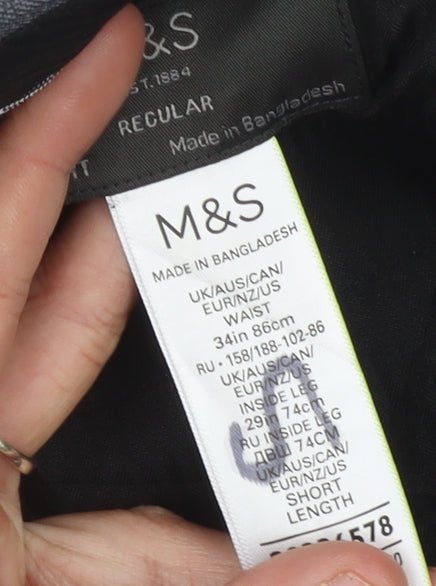 &S
ST.1884
REGULAR
Made in Bangladesh
M&S
MADE IN BANGLADESH
UK/AUS/CAN/
EUR/NZ/US
WAIST
34in 86cm
RU • 158/188-102-86
UK/AUS/CAN/
EUR/NZ/US
INSIDE LEG
29in 74cm
RU INSIDE LEG
ДВШ 74CM
UK/AUS/CAN/
EUR/NZ/US
SHORT
LENGTH
S